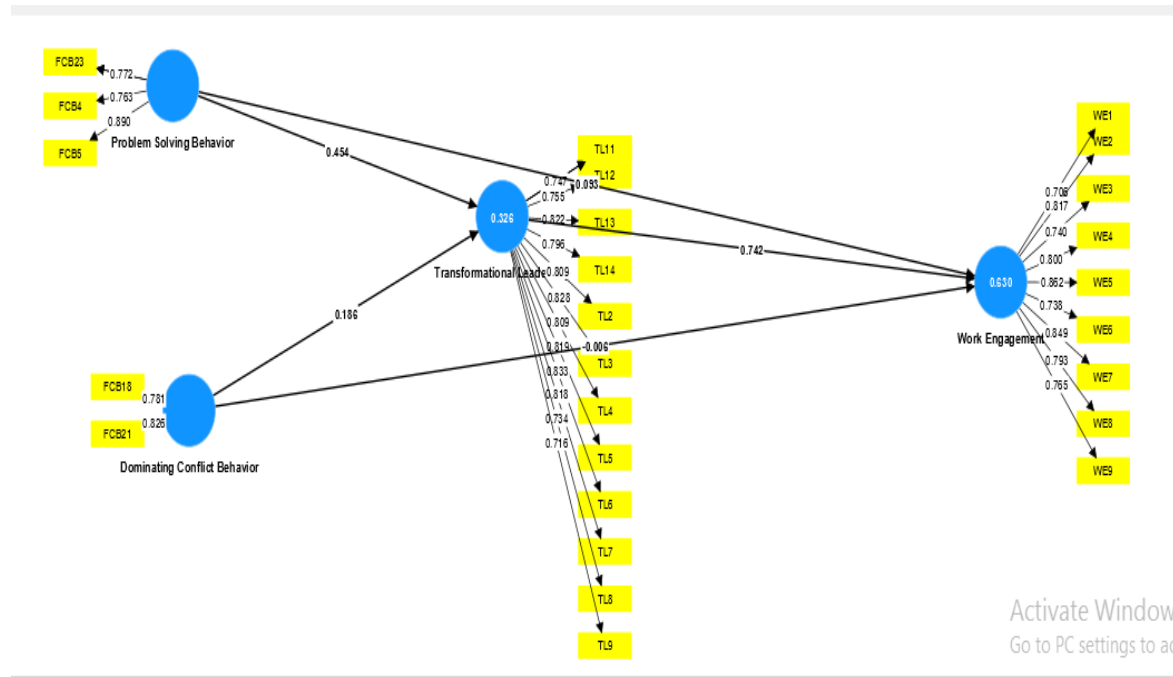 FCB23
FCB4
FCB5
0.772
0.763
0.890
Problem Solving Behavior
0.454
0.093
FCB18
FCB21
0.781
0.826
Dominating Conflict Behavior
0.186
-0.006
0.326
Transformational Leade
0.742
TL11
TL12
TL13
TL14
TL2
TL3
TL4
TL5
TL6
TL7
TL8
TL9
0.747
0.755
0.822
0.796
0.809
0.828
0.809
0.819
0.833
0.818
0.734
0.716
0.630
Work Engagement
0.817
0.740
0.800
0.862
0.738
0.849
0.793
0.765
WE1
WE2
WE3
WE4
WE5
WE6
WE7
WE8
WE9
Activate Window
Go to PC settings to ac